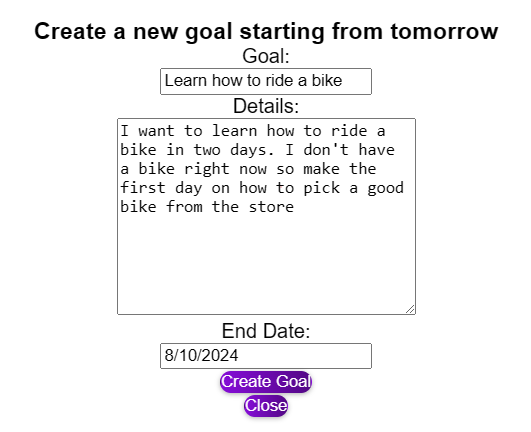 Create a new goal starting from tomorrow
Goal:
Learn how to ride a bike
Details:
I want to learn how to ride a
bike in two days. I don't have
a bike right now so make the
first day on how to pick a good
bike from the store
End Date:
8/10/2024
Create Goal
Close